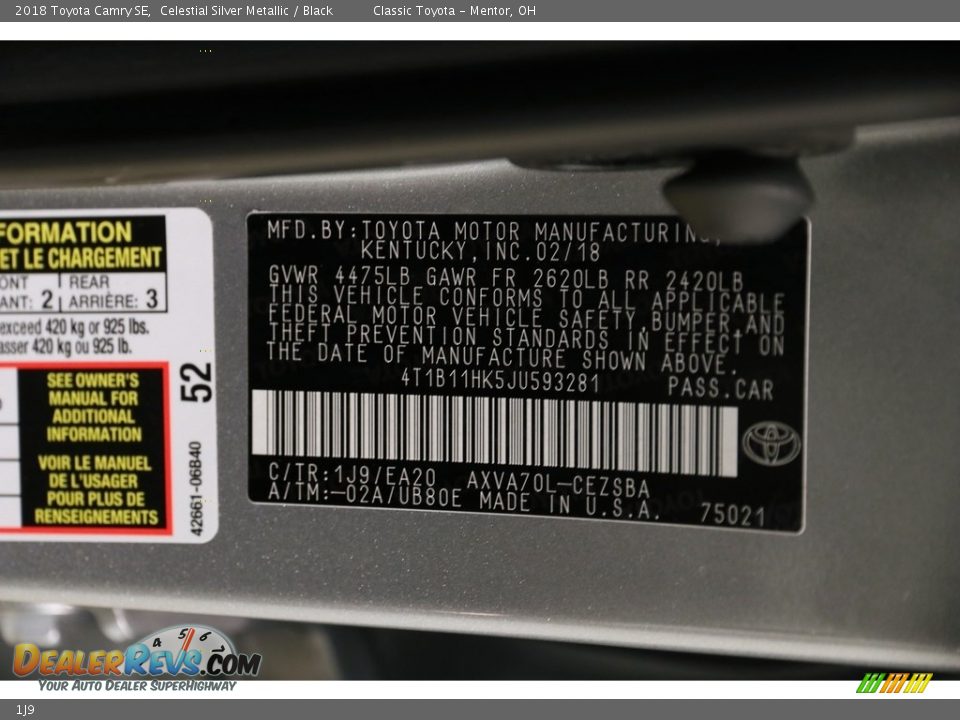 2018 Toyota Camry SE, Celestial Silver Metallic / Black Classic Toyota – Mentor, OH
FORMATION
ET LE CHARGEMENT
ONT REAR
ANT: 2 ARRIÈRE: 3
exceed 420 kg or 925 lbs.
asser 420 kg ou 925 lb.
SEE OWNER'S
MANUAL FOR
ADDITIONAL
INFORMATION
VOIR LE MANUEL
DE L'USAGER
POUR PLUS DE
RENSEIGNEMENTS
52
42661-06B40
MFD.BY:TOYOTA MOTOR MANUFACTURING,
KENTUCKY,INC.02/18
GVWR 4475LB GAWR FR 2620LB RR 2420LB
THIS VEHICLE CONFORMS TO ALL APPLICABLE
FEDERAL MOTOR VEHICLE SAFETY,BUMPER,AND
THEFT PREVENTION STANDARDS IN EFFECT ON
THE DATE OF MANUFACTURE SHOWN ABOVE.
4T1B11HK5JU593281 PASS.CAR
C/TR:1J9/EA20 AXVA70L-CEZSBA
A/TM:-02A/UB80E MADE IN U.S.A. 75021
4 5 6
DealerRevs.com
Your Auto Dealer SuperHighway
1J9